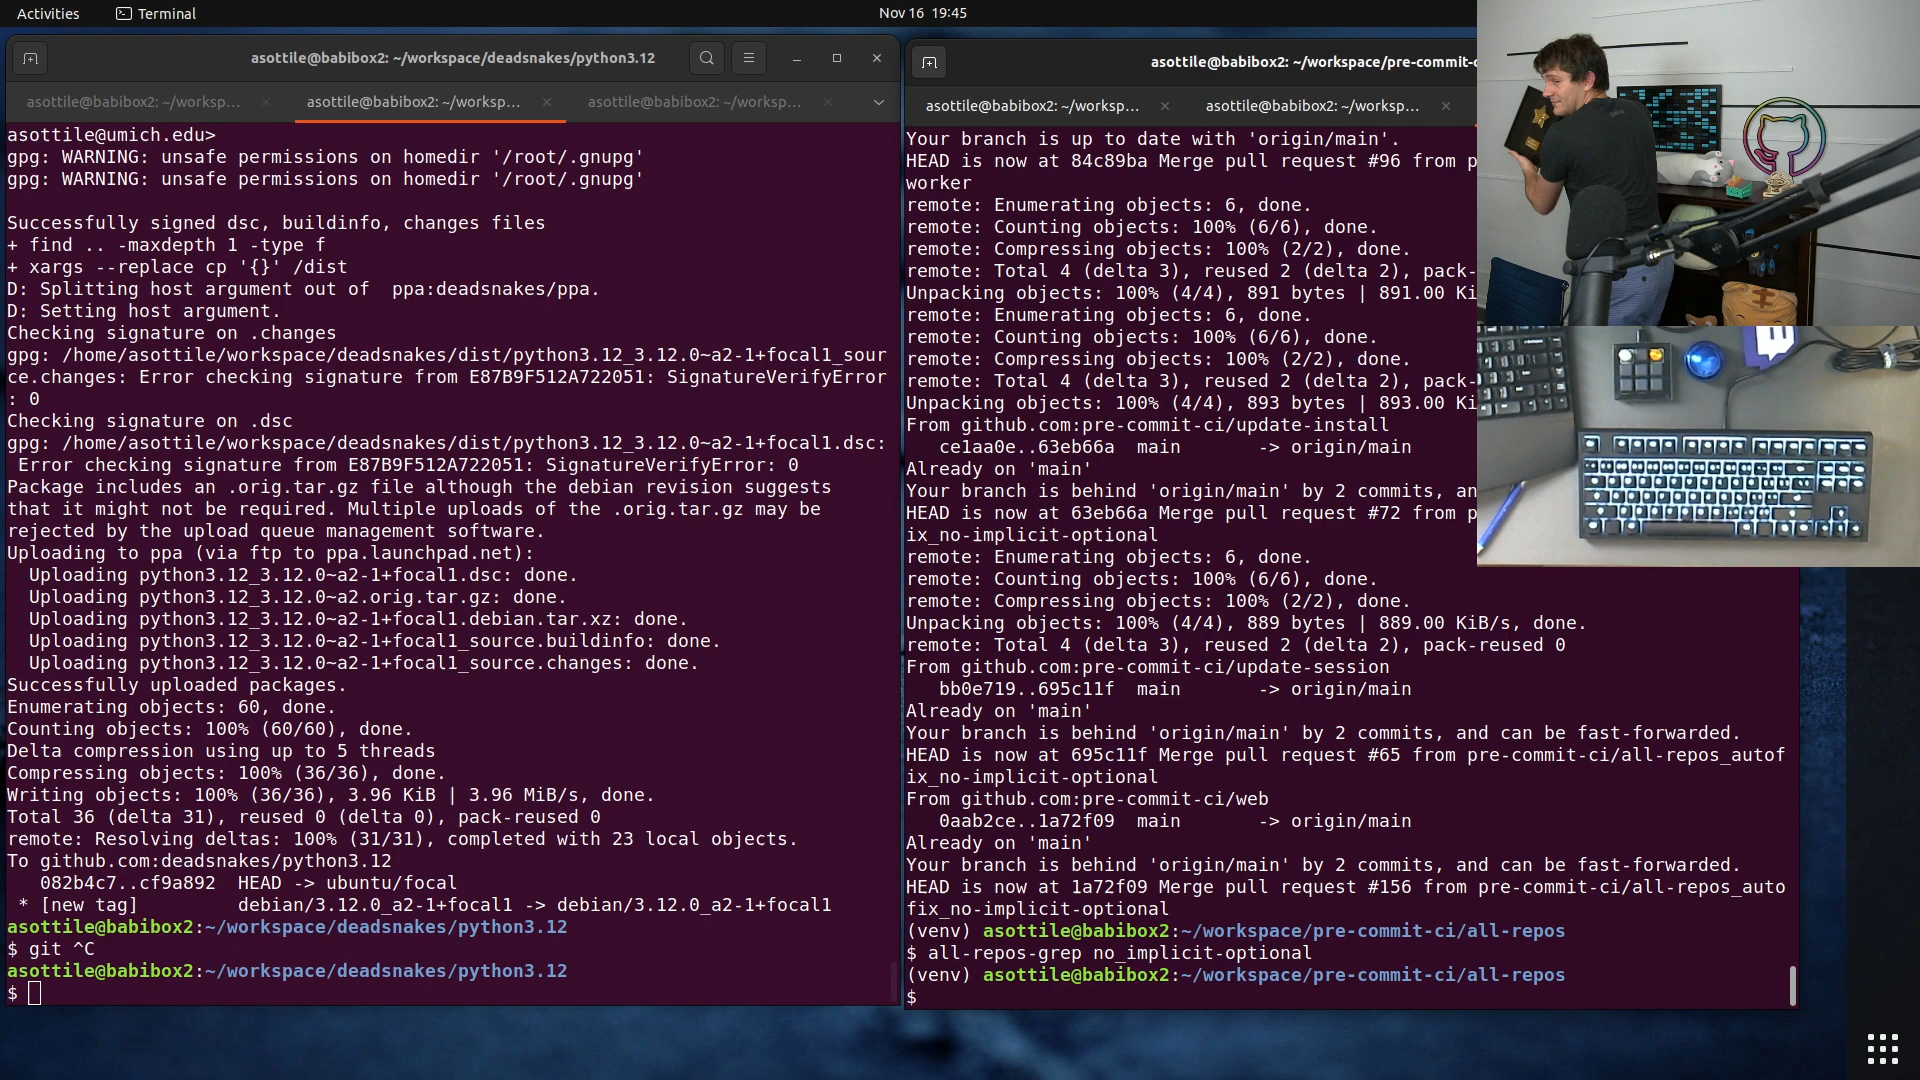 Activities
Terminal
Nov 16 19:45
asottile@babibox2: ~/workspace/deadsnakes/python3.12
asottile@babibox2: ~/worksp...
asottile@babibox2: ~/worksp...
asottile@babibox2: ~/worksp...
asottile@umich.edu>
gpg: WARNING: unsafe permissions on homedir '/root/.gnupg'
gpg: WARNING: unsafe permissions on homedir '/root/.gnupg'
Successfully signed dsc, buildinfo, changes files
+ find .. -maxdepth 1 -type f
+ xargs --replace cp '{}' /dist
D: Splitting host argument out of  ppa:deadsnakes/ppa.
D: Setting host argument.
Checking signature on .changes
gpg: /home/asottile/workspace/deadsnakes/dist/python3.12_3.12.0~a2-1+focal1_sour
ce.changes: Error checking signature from E87B9F512A722051: SignatureVerifyError
: 0
Checking signature on .dsc
gpg: /home/asottile/workspace/deadsnakes/dist/python3.12_3.12.0~a2-1+focal1.dsc:
Error checking signature from E87B9F512A722051: SignatureVerifyError: 0
Package includes an .orig.tar.gz file although the debian revision suggests
that it might not be required. Multiple uploads of the .orig.tar.gz may be
rejected by the upload queue management software.
Uploading to ppa (via ftp to ppa.launchpad.net):
Uploading python3.12_3.12.0~a2-1+focal1.dsc: done.
Uploading python3.12_3.12.0~a2.orig.tar.gz: done.
Uploading python3.12_3.12.0~a2-1+focal1.debian.tar.xz: done.
Uploading python3.12_3.12.0~a2-1+focal1_source.buildinfo: done.
Uploading python3.12_3.12.0~a2-1+focal1_source.changes: done.
Successfully uploaded packages.
Enumerating objects: 60, done.
Counting objects: 100% (60/60), done.
Delta compression using up to 5 threads
Compressing objects: 100% (36/36), done.
Writing objects: 100% (36/36), 3.96 KiB | 3.96 MiB/s, done.
Total 36 (delta 31), reused 0 (delta 0), pack-reused 0
remote: Resolving deltas: 100% (31/31), completed with 23 local objects.
To github.com:deadsnakes/python3.12
082b4c7..cf9a892  HEAD -> ubuntu/focal
* [new tag]         debian/3.12.0_a2-1+focal1 -> debian/3.12.0_a2-1+focal1
asottile@babibox2:~/workspace/deadsnakes/python3.12
$ git ^C
asottile@babibox2:~/workspace/deadsnakes/python3.12
$
asottile@babibox2: ~/workspace/pre-commit-c
asottile@babibox2: ~/worksp...
asottile@babibox2: ~/worksp...
Your branch is up to date with 'origin/main'.
HEAD is now at 84c89ba Merge pull request #96 from p
worker
remote: Enumerating objects: 6, done.
remote: Counting objects: 100% (6/6), done.
remote: Compressing objects: 100% (2/2), done.
remote: Total 4 (delta 3), reused 2 (delta 2), pack-
Unpacking objects: 100% (4/4), 891 bytes | 891.00 Ki
remote: Enumerating objects: 6, done.
remote: Counting objects: 100% (6/6), done.
remote: Compressing objects: 100% (2/2), done.
remote: Total 4 (delta 3), reused 2 (delta 2), pack-
Unpacking objects: 100% (4/4), 893 bytes | 893.00 Ki
From github.com:pre-commit-ci/update-install
ce1aa0e..63eb66a  main       -> origin/main
Already on 'main'
Your branch is behind 'origin/main' by 2 commits, an
HEAD is now at 63eb66a Merge pull request #72 from p
ix_no-implicit-optional
remote: Enumerating objects: 6, done.
remote: Counting objects: 100% (6/6), done.
remote: Compressing objects: 100% (2/2), done.
Unpacking objects: 100% (4/4), 889 bytes | 889.00 KiB/s, done.
remote: Total 4 (delta 3), reused 2 (delta 2), pack-reused 0
From github.com:pre-commit-ci/update-session
bb0e719..695c11f  main       -> origin/main
Already on 'main'
Your branch is behind 'origin/main' by 2 commits, and can be fast-forwarded.
HEAD is now at 695c11f Merge pull request #65 from pre-commit-ci/all-repos_autof
ix_no-implicit-optional
From github.com:pre-commit-ci/web
0aab2ce..1a72f09  main       -> origin/main
Already on 'main'
Your branch is behind 'origin/main' by 2 commits, and can be fast-forwarded.
HEAD is now at 1a72f09 Merge pull request #156 from pre-commit-ci/all-repos_auto
fix_no-implicit-optional
(venv) asottile@babibox2:~/workspace/pre-commit-ci/all-repos
$ all-repos-grep no_implicit-optional
(venv) asottile@babibox2:~/workspace/pre-commit-ci/all-repos
$